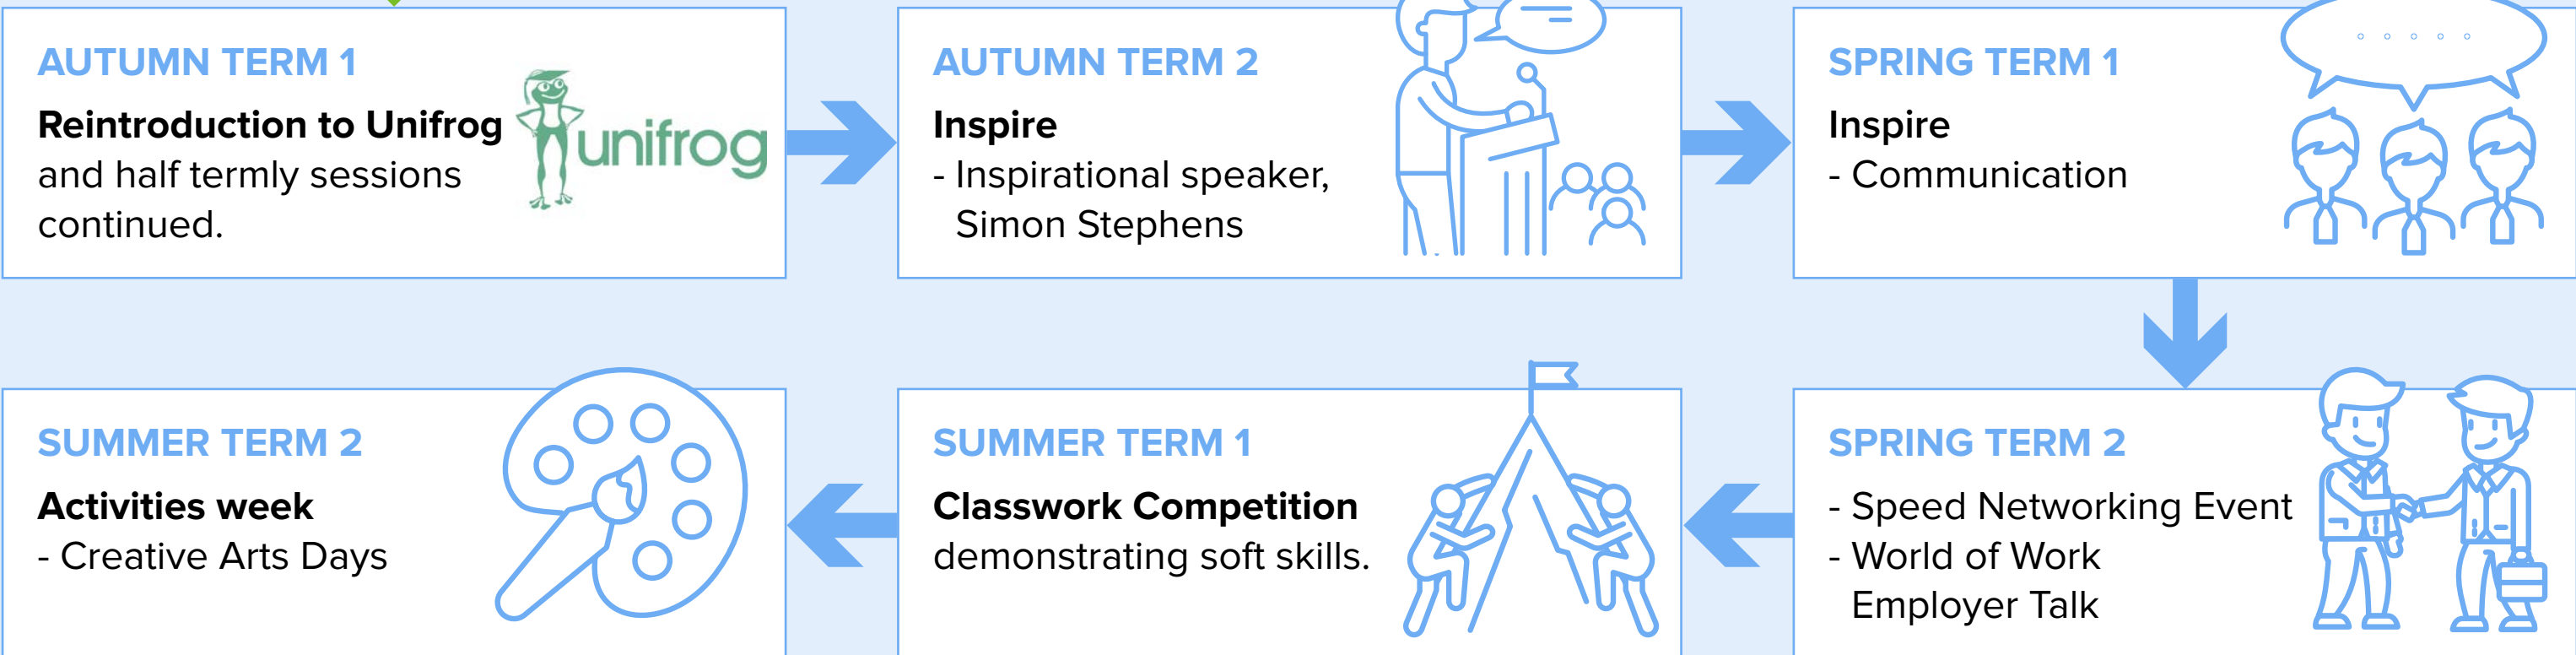 AUTUMN TERM 1
Reintroduction to Unifrog
and half termly sessions
continued.
unifrog
AUTUMN TERM 2
Inspire
- Inspirational speaker,
Simon Stephens
SPRING TERM 1
Inspire
- Communication
SPRING TERM 2
- Speed Networking Event
- World of Work
Employer Talk
SUMMER TERM 1
Classwork Competition
demonstrating soft skills.
SUMMER TERM 2
Activities week
- Creative Arts Days